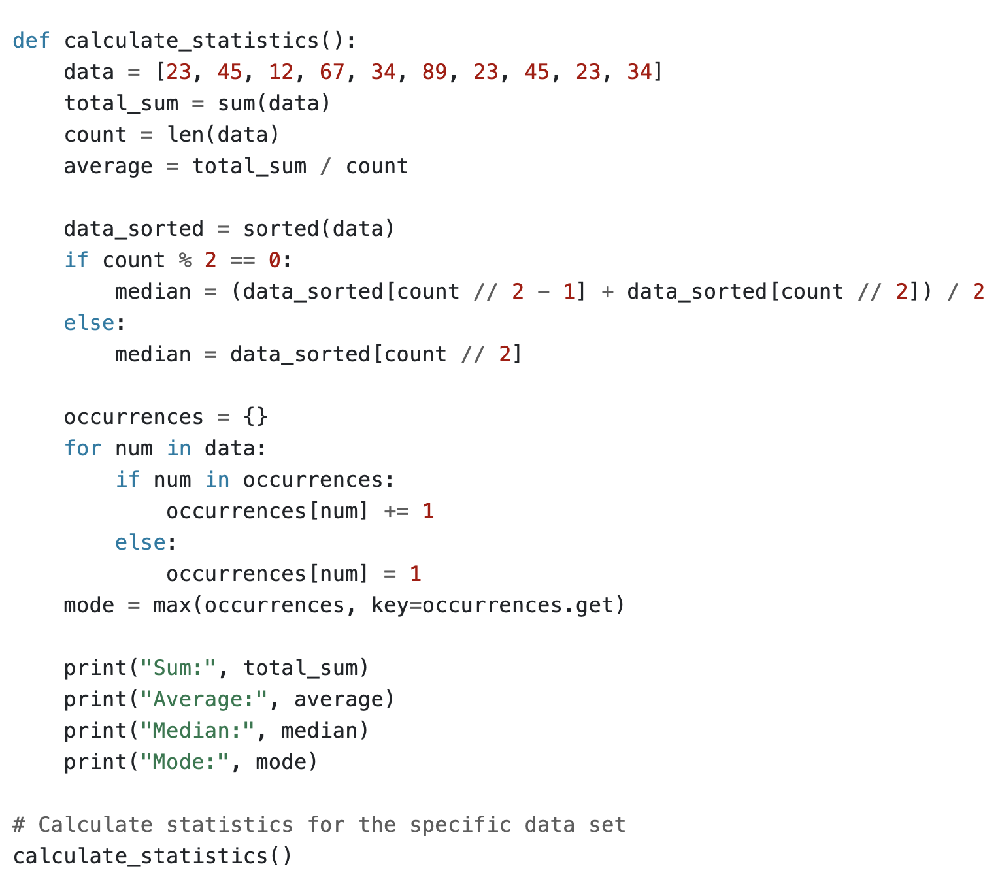 def calculate_statistics():
    data = [23, 45, 12, 67, 34, 89, 23, 45, 23, 34]
    total_sum = sum(data)
    count = len(data)
    average = total_sum / count

    data_sorted = sorted(data)
    if count % 2 == 0:
        median = (data_sorted[count // 2 - 1] + data_sorted[count // 2]) / 2
    else:
        median = data_sorted[count // 2]

    occurrences = {}
    for num in data:
        if num in occurrences:
            occurrences[num] += 1
        else:
            occurrences[num] = 1
    mode = max(occurrences, key=occurrences.get)

    print("Sum:", total_sum)
    print("Average:", average)
    print("Median:", median)
    print("Mode:", mode)

# Calculate statistics for the specific data set
calculate_statistics()